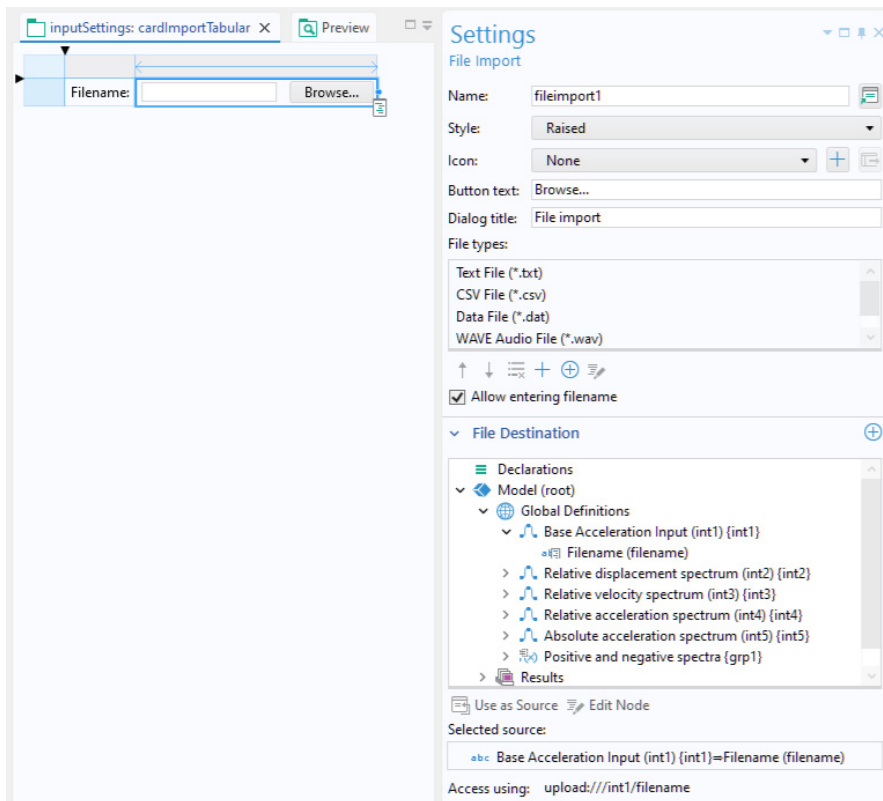 inputSettings: cardImportTabular
Preview
Filename:
Browse...
Settings
File Import
Name: fileimport1
Style: Raised
Icon: None
Button text: Browse...
Dialog title: File import
File types:
Text File (*.txt)
CSV File (*.csv)
Data File (*.dat)
WAVE Audio File (*.wav)
Allow entering filename
File Destination
Declarations
Model (root)
Global Definitions
Base Acceleration Input (int1) {int1}
Filename (filename)
Relative displacement spectrum (int2) {int2}
Relative velocity spectrum (int3) {int3}
Relative acceleration spectrum (int4) {int4}
Absolute acceleration spectrum (int5) {int5}
Positive and negative spectra {grp1}
Results
Use as Source Edit Node
Selected source:
abc Base Acceleration Input (int1) {int1}=Filename (filename)
Access using: upload:///int1/filename